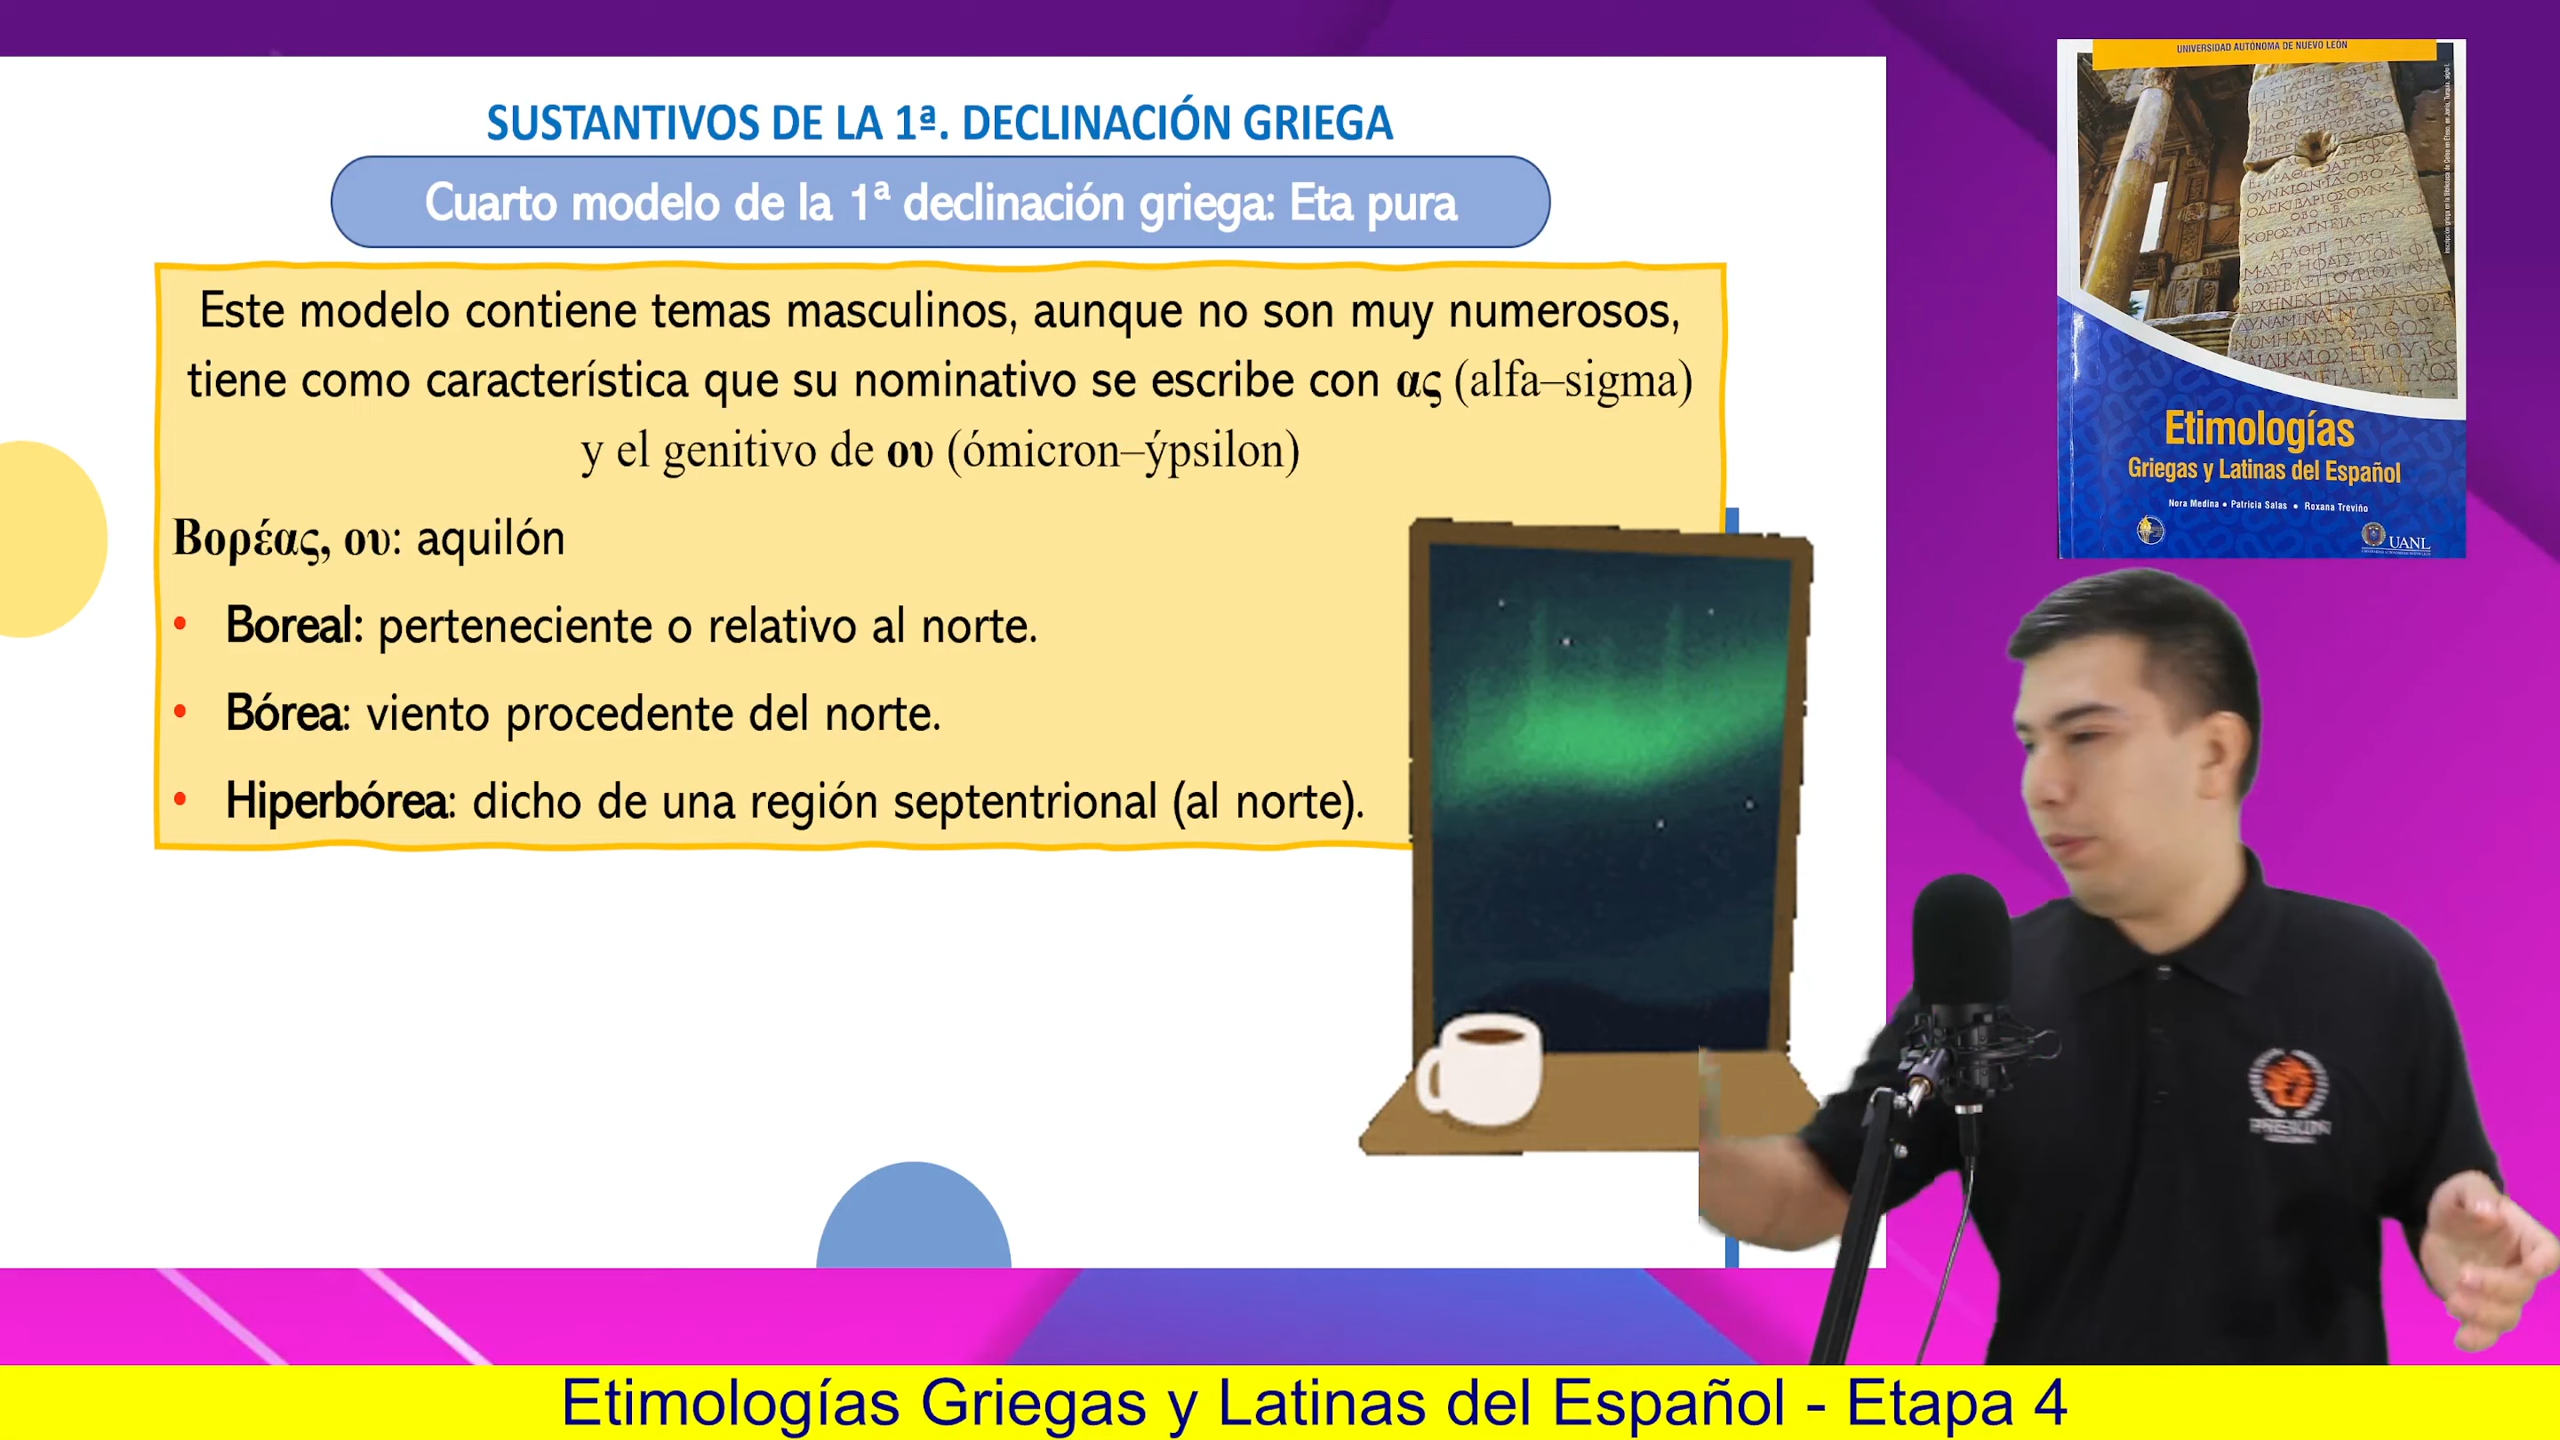 SUSTANTIVOS DE LA 1ª. DECLINACIÓN GRIEGA
Cuarto modelo de la 1ª declinación griega: Eta pura
Este modelo contiene temas masculinos, aunque no son muy numerosos,
tiene como característica que su nominativo se escribe con ας (alfa–sigma)
y el genitivo de ου (ómicron–ýpsilon)
Βορέας, ου: aquilón
• Boreal: perteneciente o relativo al norte.
• Bórea: viento procedente del norte.
• Hiperbórea: dicho de una región septentrional (al norte).
UNIVERSIDAD AUTÓNOMA DE NUEVO LEÓN
Etimologías
Griegas y Latinas del Español
Nora Medina • Patricia Salas • Roxana Treviño
UANL
Etimologías Griegas y Latinas del Español - Etapa 4